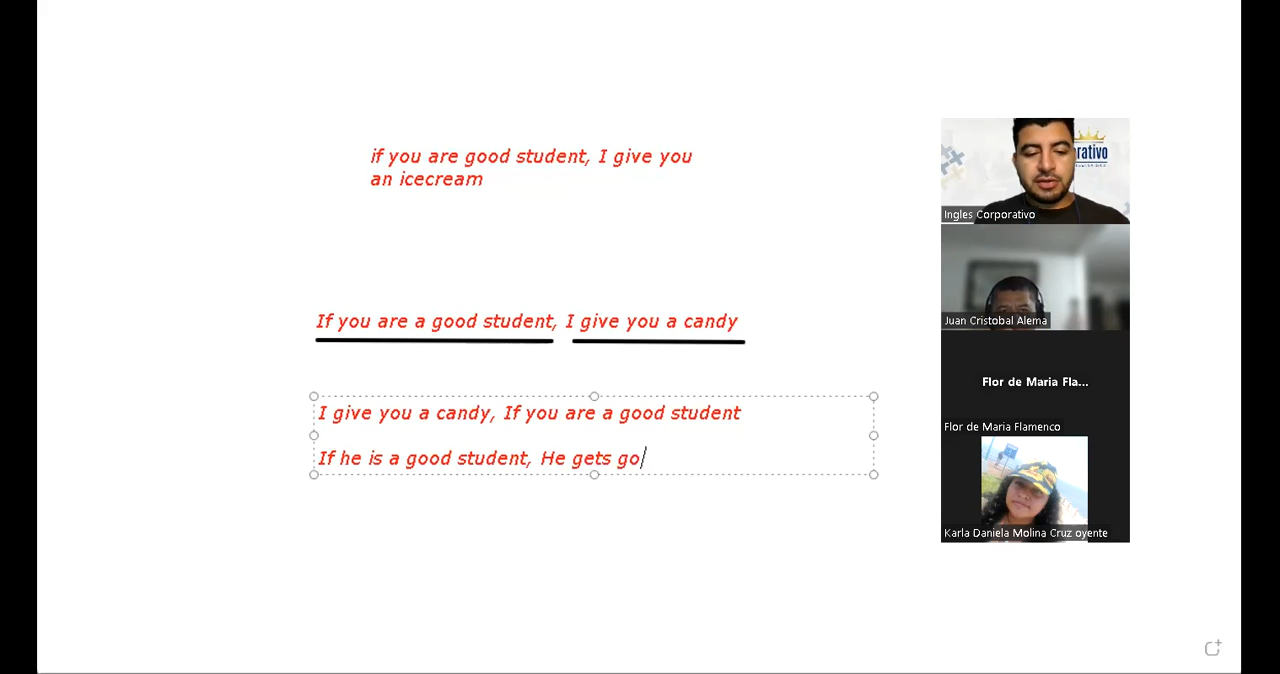 if you are good student, I give you
an icecream
If you are a good student, I give you a candy
I give you a candy, If you are a good student
If he is a good student, He gets go
rativo
Ingles Corporativo
Juan Cristobal Alema
Flor de Maria Fla...
Flor de Maria Flamenco
Karla Daniela Molina Cruz oyente